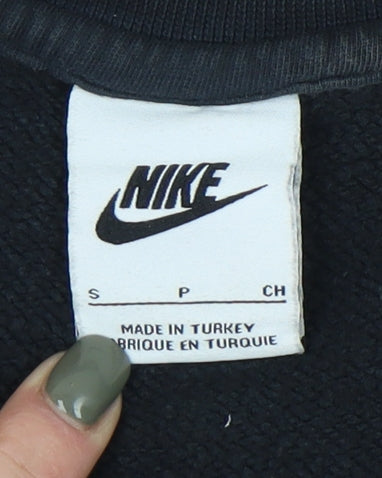 NIKE
S P CH
MADE IN TURKEY
BRIQUE EN TURQUIE